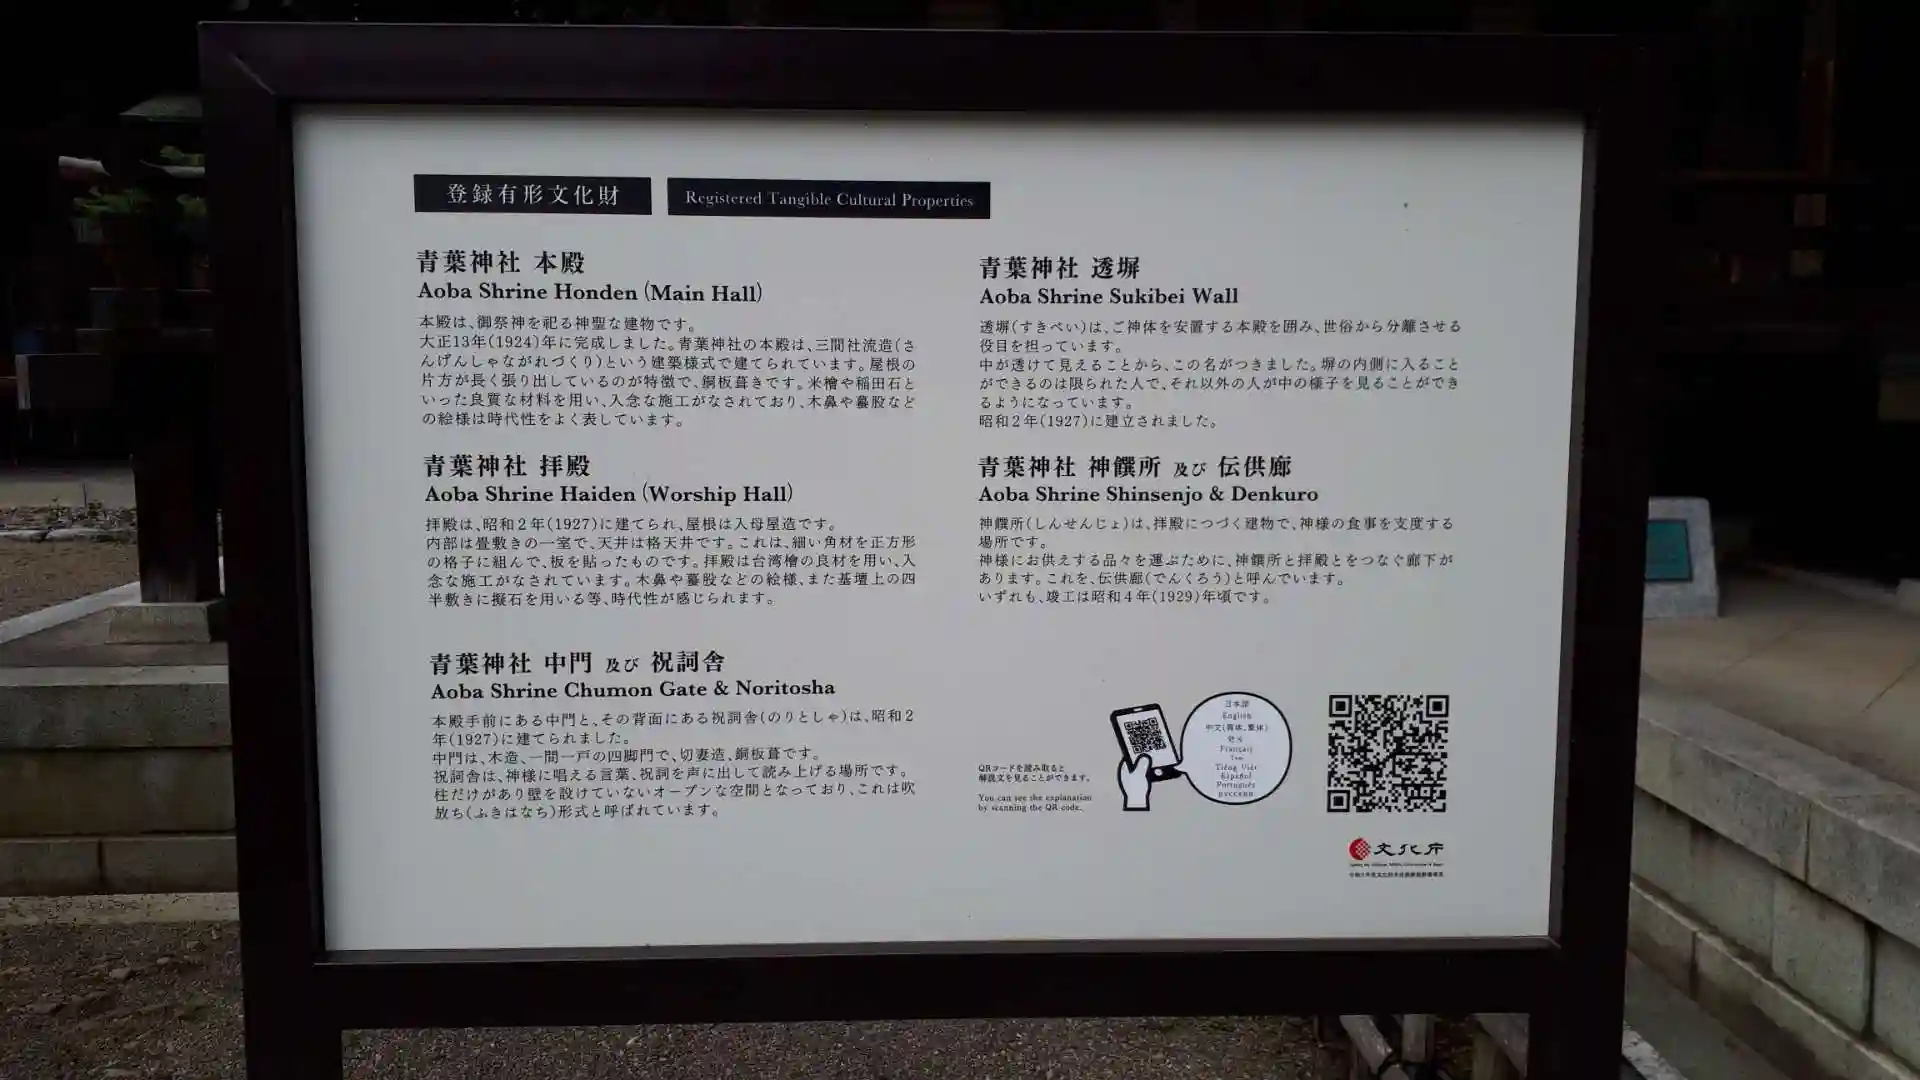 登録有形文化財
Registered Tangible Cultural Properties
青葉神社 本殿
Aoba Shrine Honden (Main Hall)
本殿は、御祭神を祀る神聖な建物です。
大正13年(1924)年に完成しました。青葉神社の本殿は、三間社流造(さ
んげんしゃながれづくり)という建築様式で建てられています。屋根の
片方が長く張り出しているのが特徴で、銅板葺きです。米檜や稲田石と
いった良質な材料を用い、入念な施工がなされており、木鼻や蟇股など
の絵様は時代性をよく表しています。
青葉神社 拝殿
Aoba Shrine Haiden (Worship Hall)
拝殿は、昭和2年(1927)に建てられ、屋根は入母屋造です。
内部は畳敷きの一室で、天井は格天井です。これは、細い角材を正方形
の格子に組んで、板を貼ったものです。拝殿は台湾檜の良材を用い、入
念な施工がなされています。木鼻や蟇股などの絵様、また基壇上の四
半敷きに擬石を用いる等、時代性が感じられます。
青葉神社 中門 及び 祝詞舎
Aoba Shrine Chumon Gate & Noritosha
本殿手前にある中門と、その背面にある祝詞舎(のりとしゃ)は、昭和2
年(1927)に建てられました。
中門は、木造、一間一戸の四脚門で、切妻造、銅板葺です。
祝詞舎は、神様に唱える言葉、祝詞を声に出して読み上げる場所です。
柱だけがあり壁を設けていないオープンな空間となっており、これは吹
放ち(ふきはなち)形式と呼ばれています。
青葉神社 透塀
Aoba Shrine Sukibei Wall
透塀(すきべい)は、ご神体を安置する本殿を囲み、世俗から分離させる
役目を担っています。
中が透けて見えることから、この名がつきました。塀の内側に入ること
ができるのは限られた人で、それ以外の人が中の様子を見ることができ
るようになっています。
昭和2年(1927)に建立されました。
青葉神社 神饌所 及び 伝供廊
Aoba Shrine Shinsenjo & Denkuro
神饌所(しんせんじょ)は、拝殿につづく建物で、神様の食事を支度する
場所です。
神様にお供えする品々を運ぶために、神饌所と拝殿とをつなぐ廊下が
あります。これを、伝供廊(でんくろう)と呼んでいます。
いずれも、竣工は昭和4年(1929)年頃です。
QRコードを読み取ると
解説文を見ることができます。
You can see the explanation
by scanning the QR code.
日本語
English
中文(简体、繁体)
Français
Tiếng Việt
Español
Português
русский
文化庁